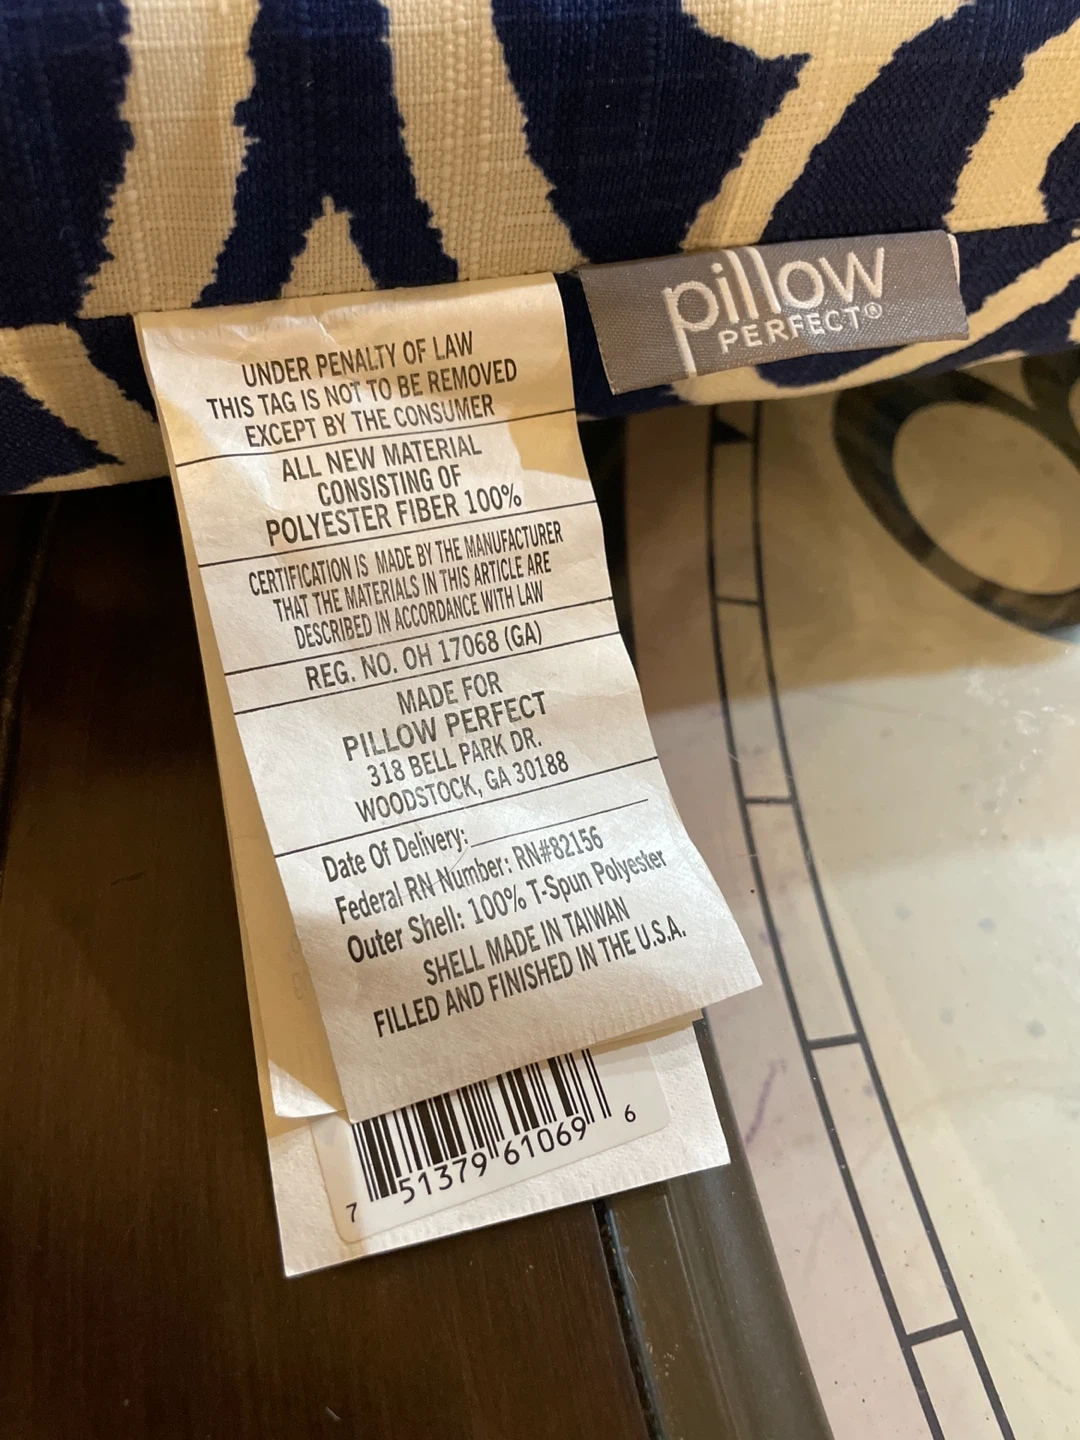 pillow
PERFECT®
UNDER PENALTY OF LAW
THIS TAG IS NOT TO BE REMOVED
EXCEPT BY THE CONSUMER
ALL NEW MATERIAL
CONSISTING OF
POLYESTER FIBER 100%
CERTIFICATION IS MADE BY THE MANUFACTURER
THAT THE MATERIALS IN THIS ARTICLE ARE
DESCRIBED IN ACCORDANCE WITH LAW
REG. NO. OH 17068 (GA)
MADE FOR
PILLOW PERFECT
318 BELL PARK DR.
WOODSTOCK, GA 30188
Date Of Delivery:
Federal RN Number: RN#82156
Outer Shell: 100% T-Spun Polyester
SHELL MADE IN TAIWAN
FILLED AND FINISHED IN THE U.S.A.
7 51379 61069 6